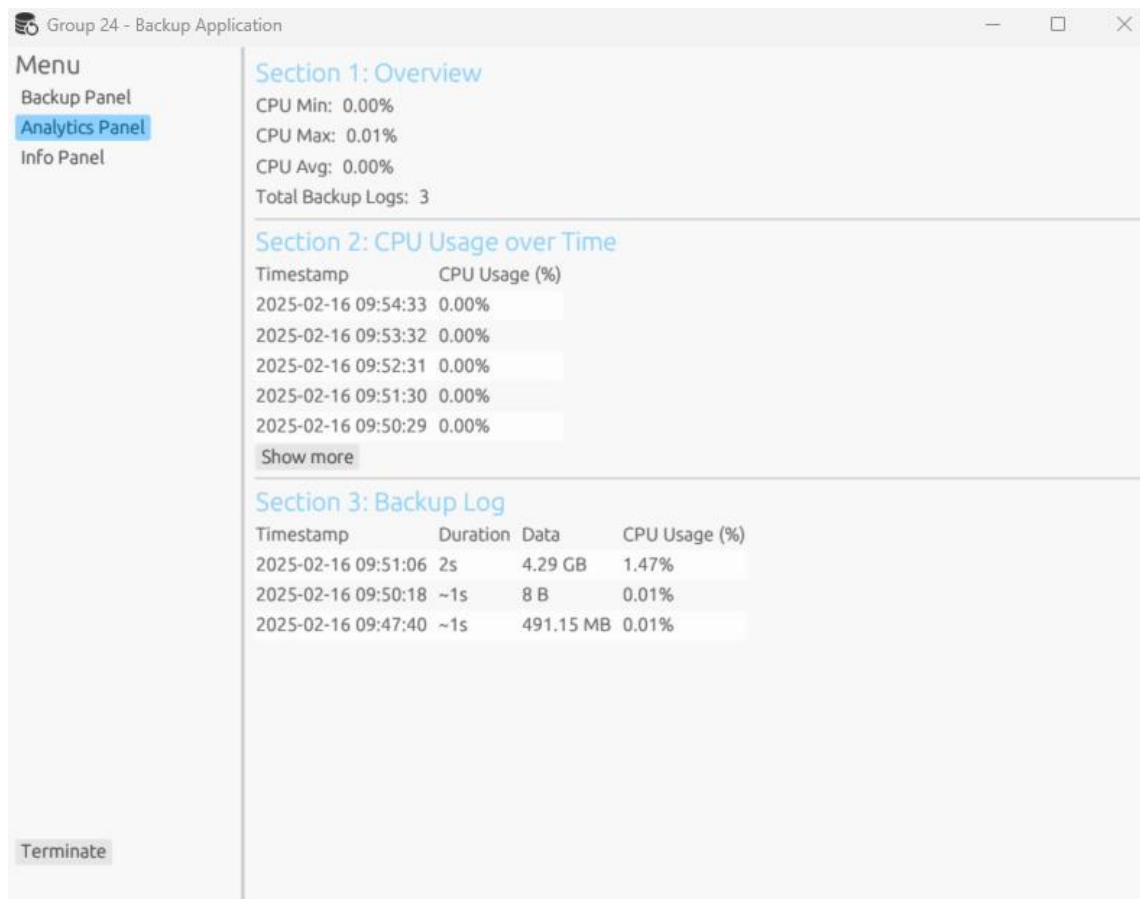 Group 24 - Backup Application
Menu
Backup Panel
Analytics Panel
Info Panel
Terminate
Section 1: Overview
CPU Min: 0.00%
CPU Max: 0.01%
CPU Avg: 0.00%
Total Backup Logs: 3
Section 2: CPU Usage over Time
Timestamp CPU Usage (%)
2025-02-16 09:54:33 0.00%
2025-02-16 09:53:32 0.00%
2025-02-16 09:52:31 0.00%
2025-02-16 09:51:30 0.00%
2025-02-16 09:50:29 0.00%
Show more
Section 3: Backup Log
Timestamp Duration Data CPU Usage (%)
2025-02-16 09:51:06 2s 4.29 GB 1.47%
2025-02-16 09:50:18 ~1s 8 B 0.01%
2025-02-16 09:47:40 ~1s 491.15 MB 0.01%